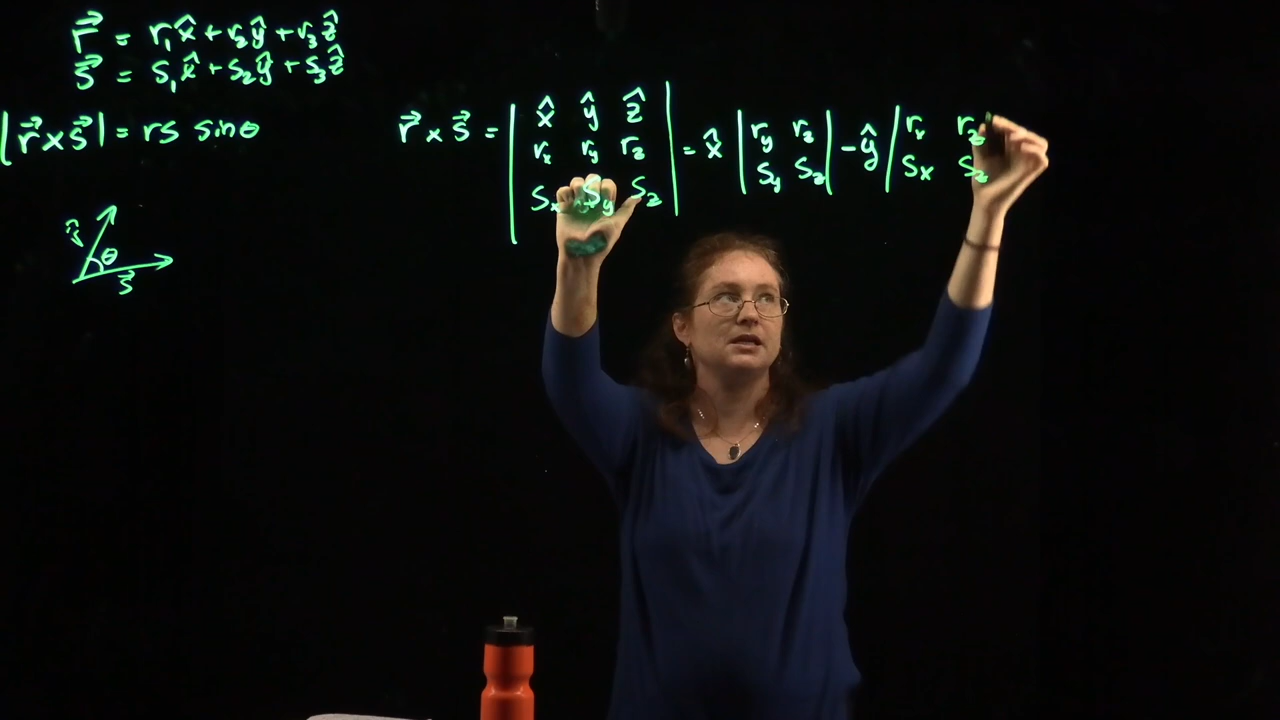 r⃗ = r₁x̂ + r₂ŷ + r₃ẑ
s⃗ = s₁x̂ + s₂ŷ + s₃ẑ
|r⃗ × s⃗| = rs sinθ
r⃗ θ s⃗
r⃗ × s⃗ = | x̂ ŷ ẑ | = x̂ | r_y r_z | - ŷ | r_x r_z
r_x r_y r_z s_y s_z s_x s_z
s_x s_y s_z